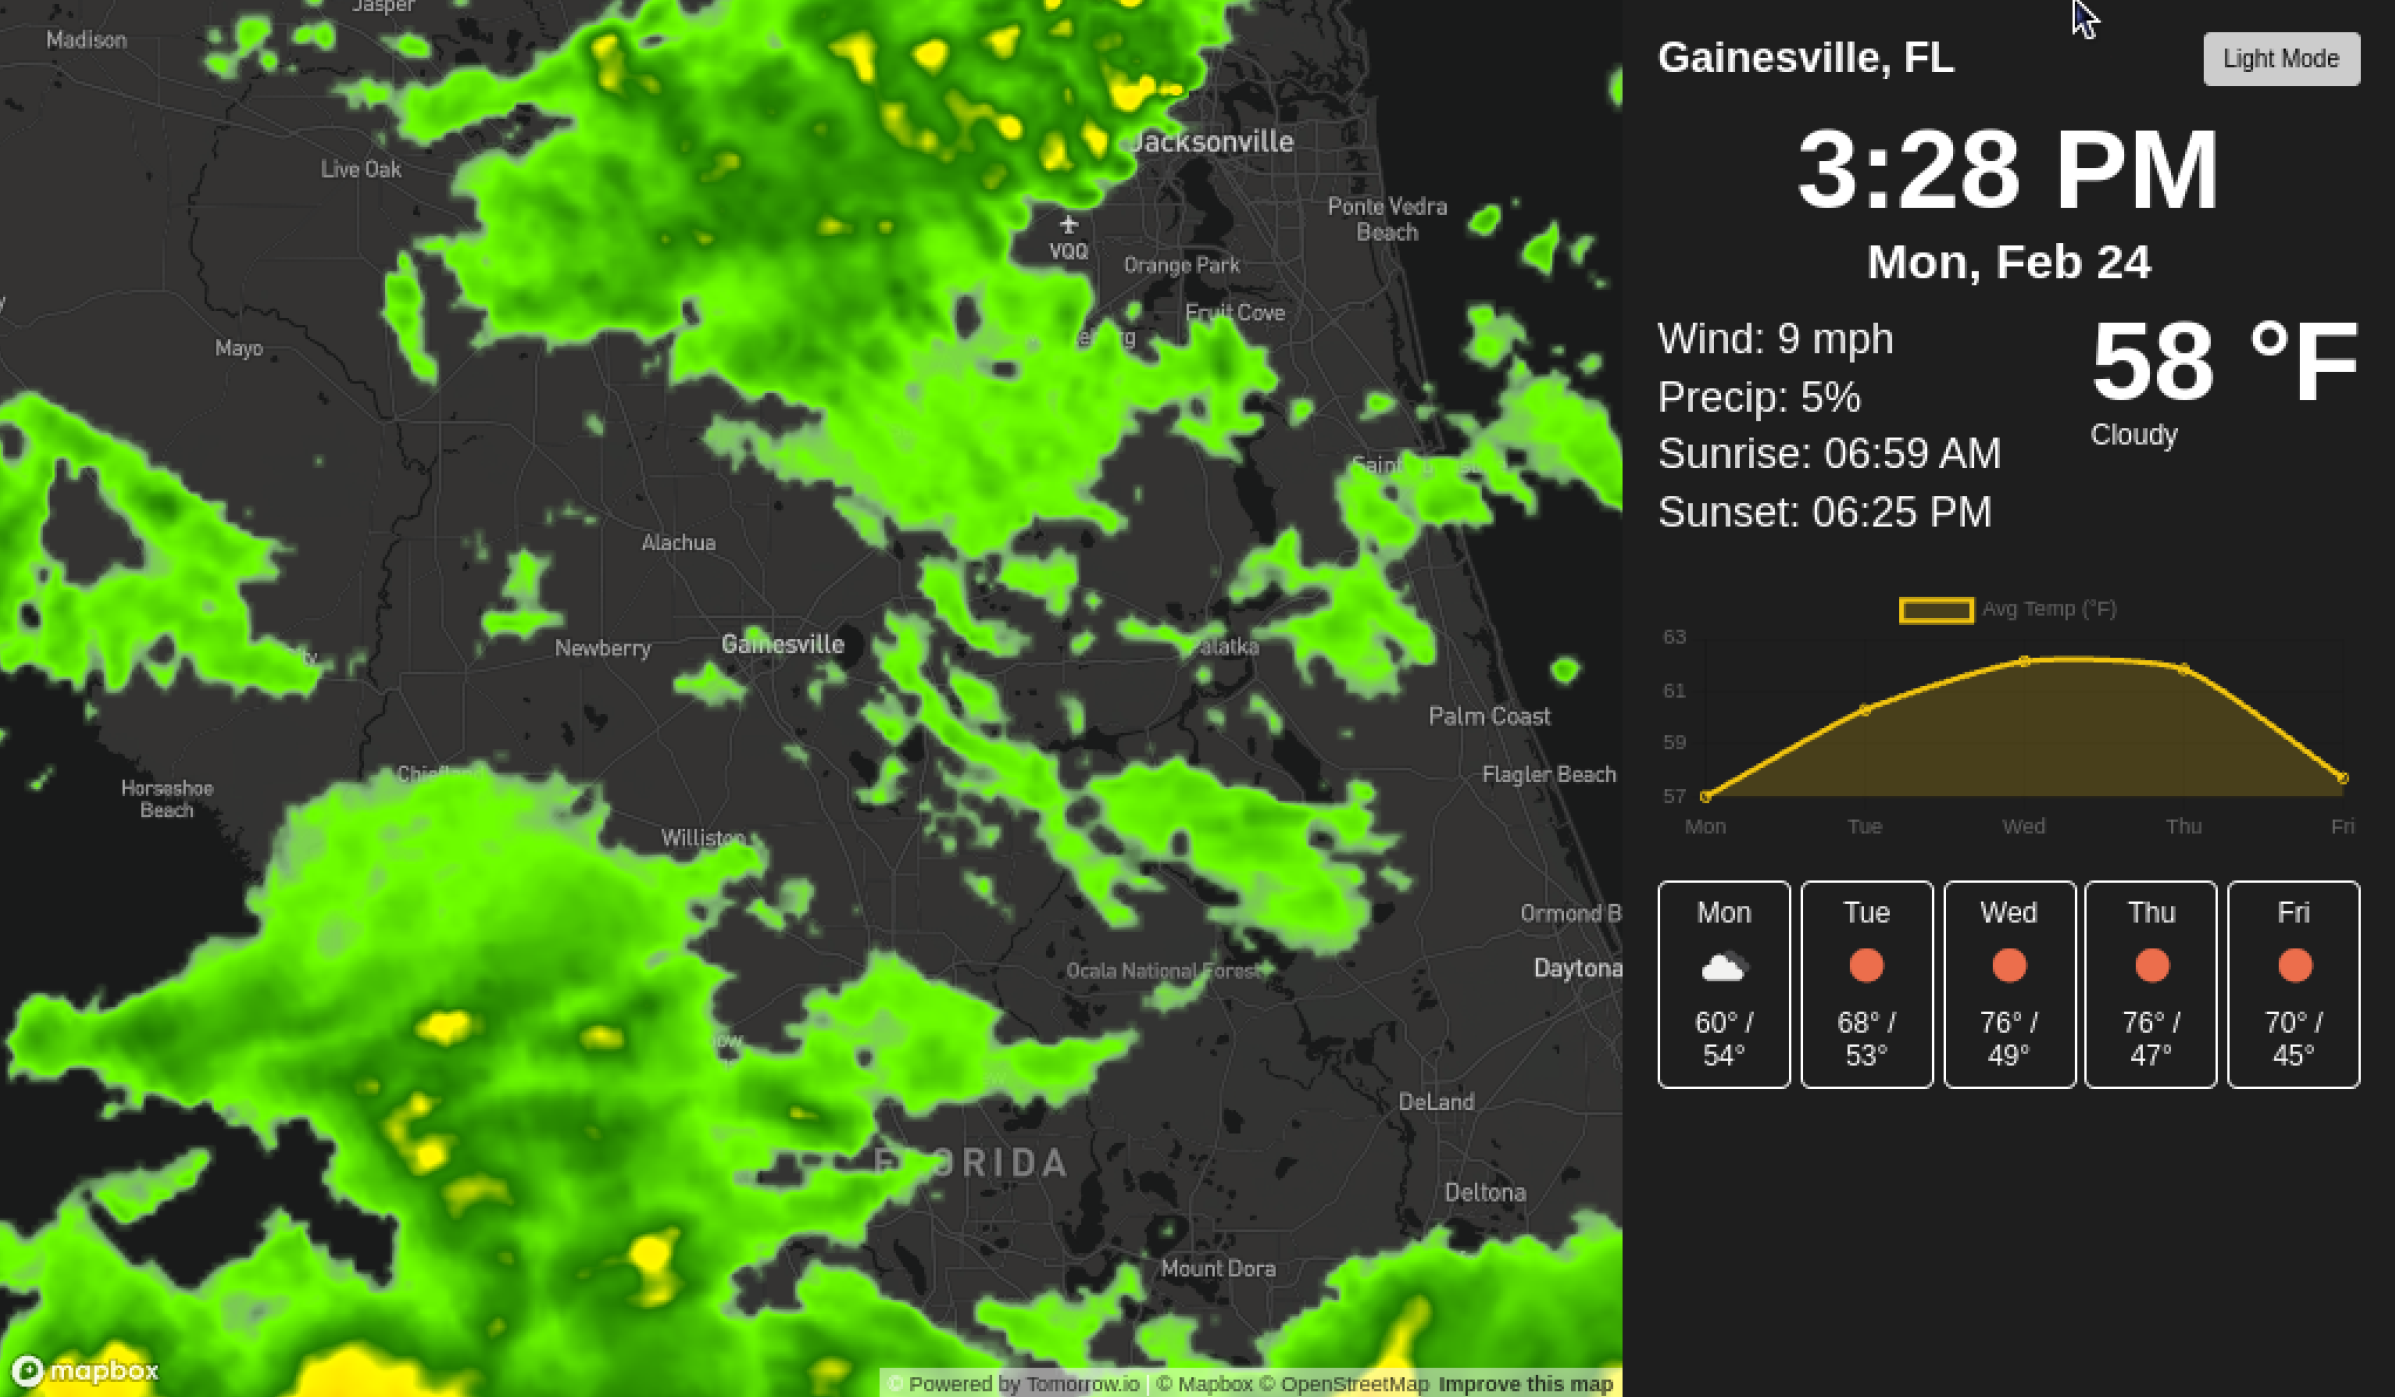 Jasper
Madison
Live Oak
Jacksonville
Ponte Vedra
Beach
VQQ
Orange Park
Fruit Cove
Mayo
Alachua
Newberry
Gainesville
Palatka
Palm Coast
Flagler Beach
Horseshoe
Beach
Chiefland
Williston
Ormond B
Ocala National Forest
Daytona
DeLand
FLORIDA
Deltona
Mount Dora
mapbox
© Powered by Tomorrow.io | © Mapbox © OpenStreetMap Improve this map
Gainesville, FL
Light Mode
3:28 PM
Mon, Feb 24
Wind: 9 mph
Precip: 5%
Sunrise: 06:59 AM
Sunset: 06:25 PM
58 °F
Cloudy
Avg Temp (°F)
63
61
59
57
Mon Tue Wed Thu Fri
Mon
60° /
54°
Tue
68° /
53°
Wed
76° /
49°
Thu
76° /
47°
Fri
70° /
45°